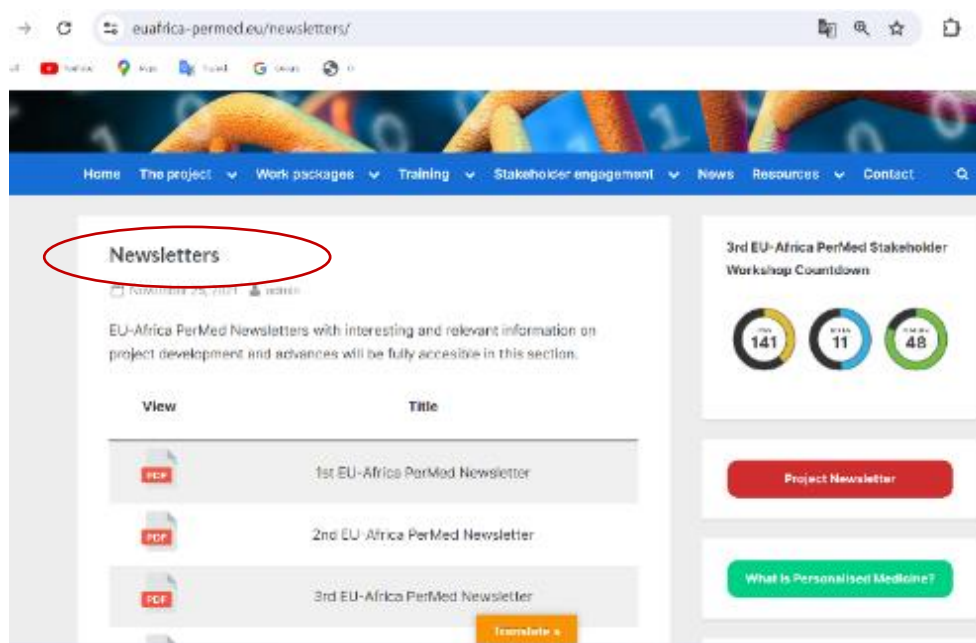 euafrica-permed.eu/newsletters/
Home The project Work packages Training Stakeholder engagement News Resources Contact
Newsletters
November 25, 2021 admin
EU-Africa PerMed Newsletters with interesting and relevant information on
project development and advances will be fully accesible in this section.
View Title
PDF 1st EU-Africa PerMed Newsletter
PDF 2nd EU-Africa PerMed Newsletter
PDF 3rd EU-Africa PerMed Newsletter
Translate »
3rd EU-Africa PerMed Stakeholder
Workshop Countdown
141 11 48
Project Newsletter
What is Personalised Medicine?